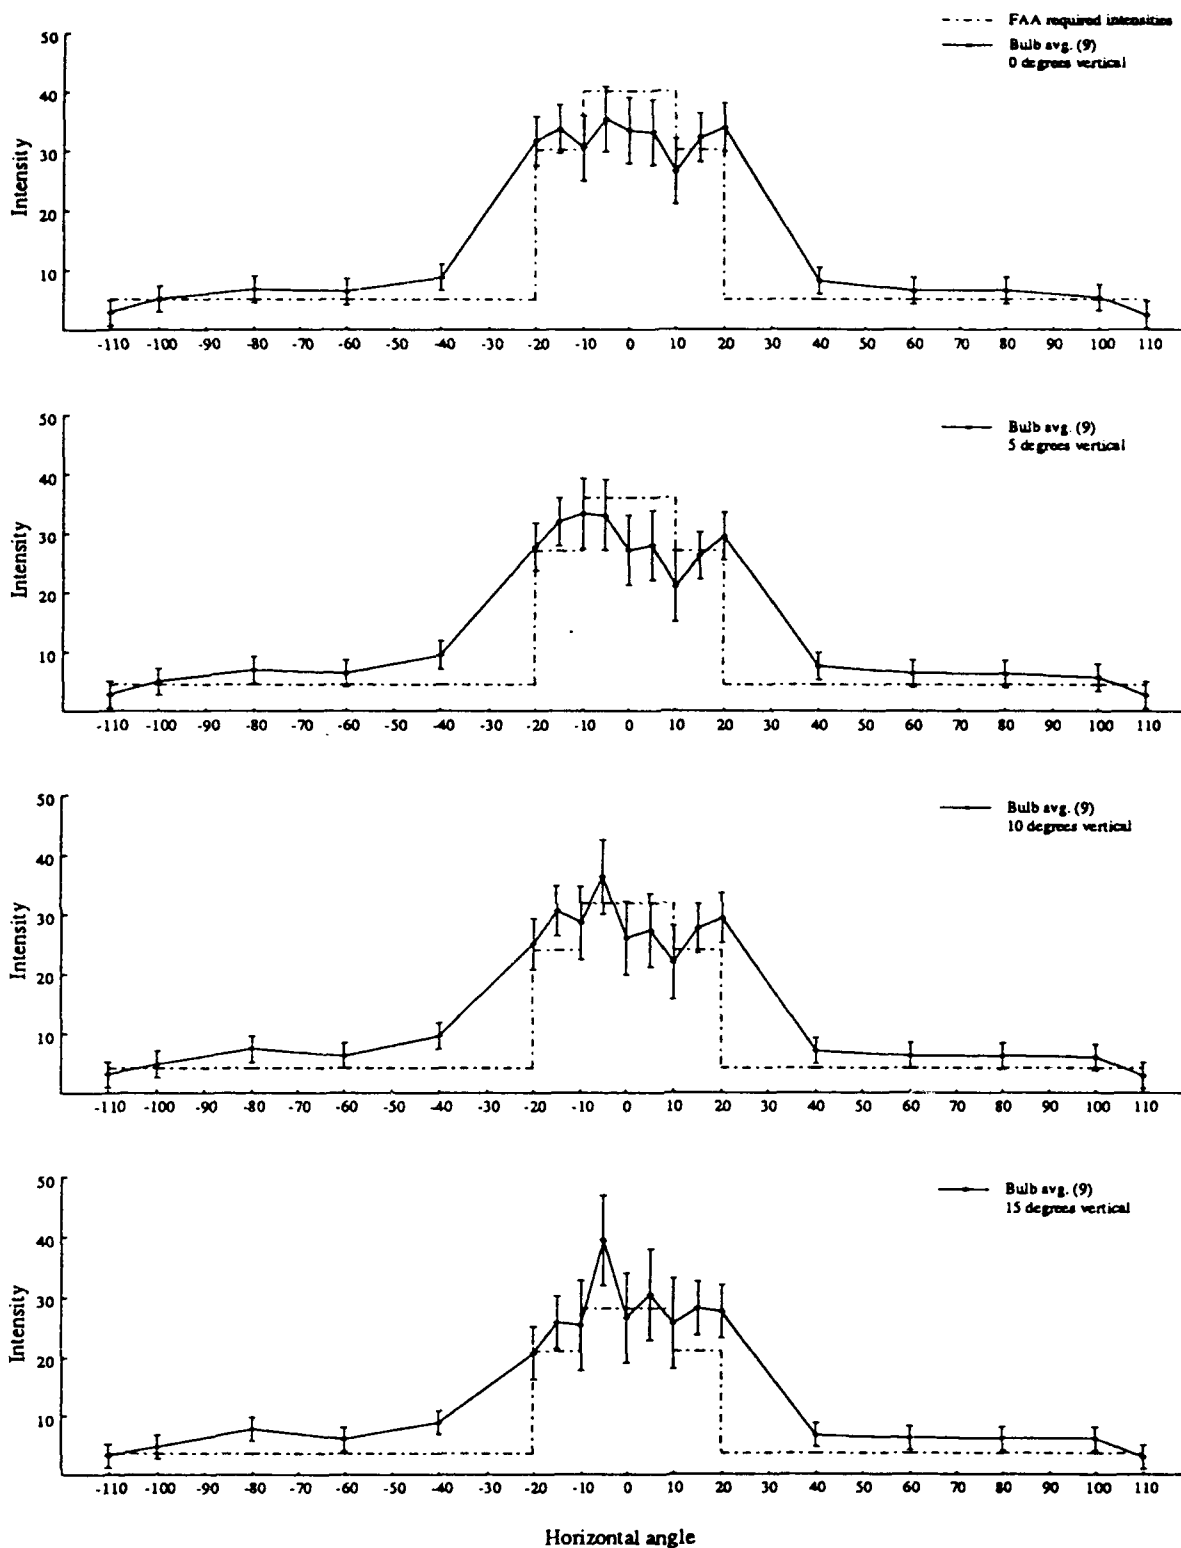 FAA required intensities
Bulb avg. (9)
0 degrees vertical
50
40
30
20
10
Intensity
-110 -100 -90 -80 -70 -60 -50 -40 -30 -20 -10 0 10 20 30 40 50 60 70 80 90 100 110
Bulb avg. (9)
5 degrees vertical
50
40
30
20
10
Intensity
-110 -100 -90 -80 -70 -60 -50 -40 -30 -20 -10 0 10 20 30 40 50 60 70 80 90 100 110
Bulb avg. (9)
10 degrees vertical
50
40
30
20
10
Intensity
-110 -100 -90 -80 -70 -60 -50 -40 -30 -20 -10 0 10 20 30 40 50 60 70 80 90 100 110
Bulb avg. (9)
15 degrees vertical
50
40
30
20
10
Intensity
-110 -100 -90 -80 -70 -60 -50 -40 -30 -20 -10 0 10 20 30 40 50 60 70 80 90 100 110
Horizontal angle